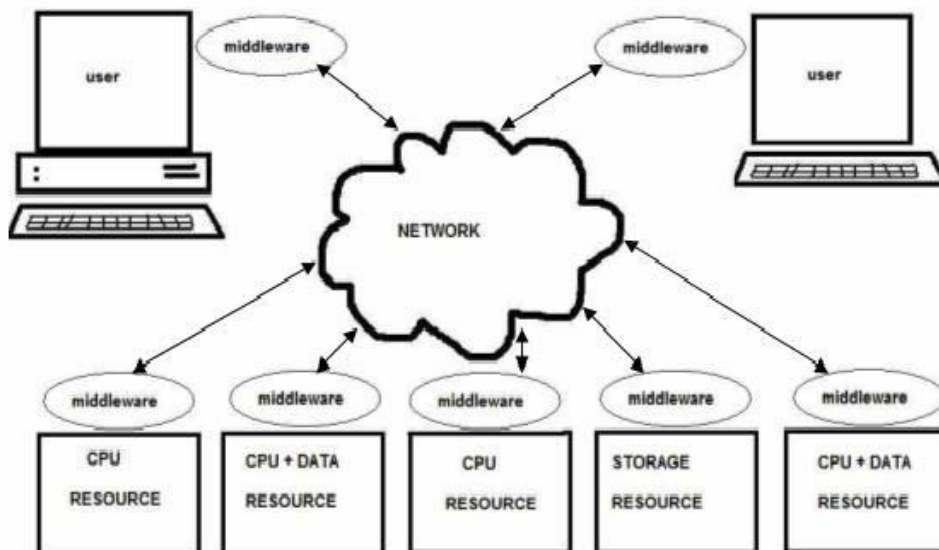 middleware
middleware
user
user
NETWORK
middleware
middleware
middleware
middleware
middleware
CPU
RESOURCE
CPU + DATA
RESOURCE
CPU
RESOURCE
STORAGE
RESOURCE
CPU + DATA
RESOURCE